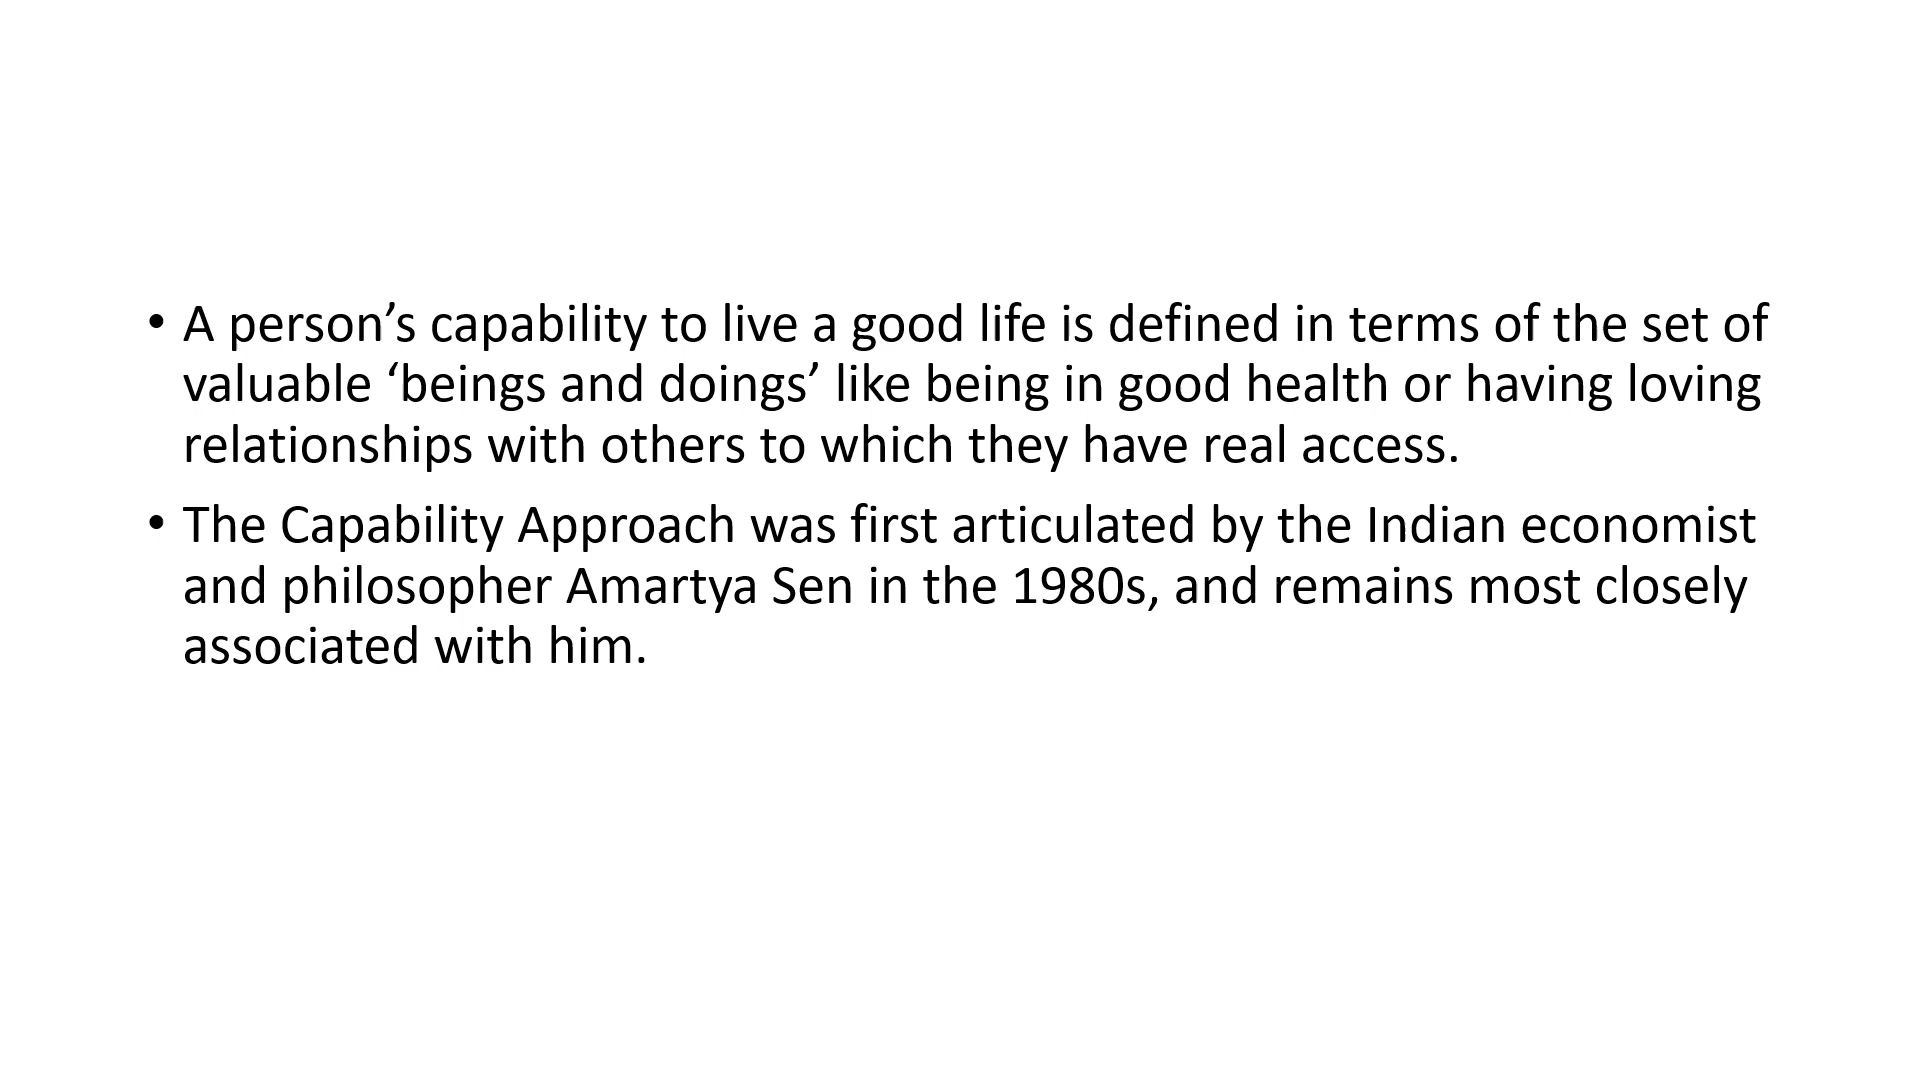 • A person’s capability to live a good life is defined in terms of the set of
valuable ‘beings and doings’ like being in good health or having loving
relationships with others to which they have real access.
• The Capability Approach was first articulated by the Indian economist
and philosopher Amartya Sen in the 1980s, and remains most closely
associated with him.